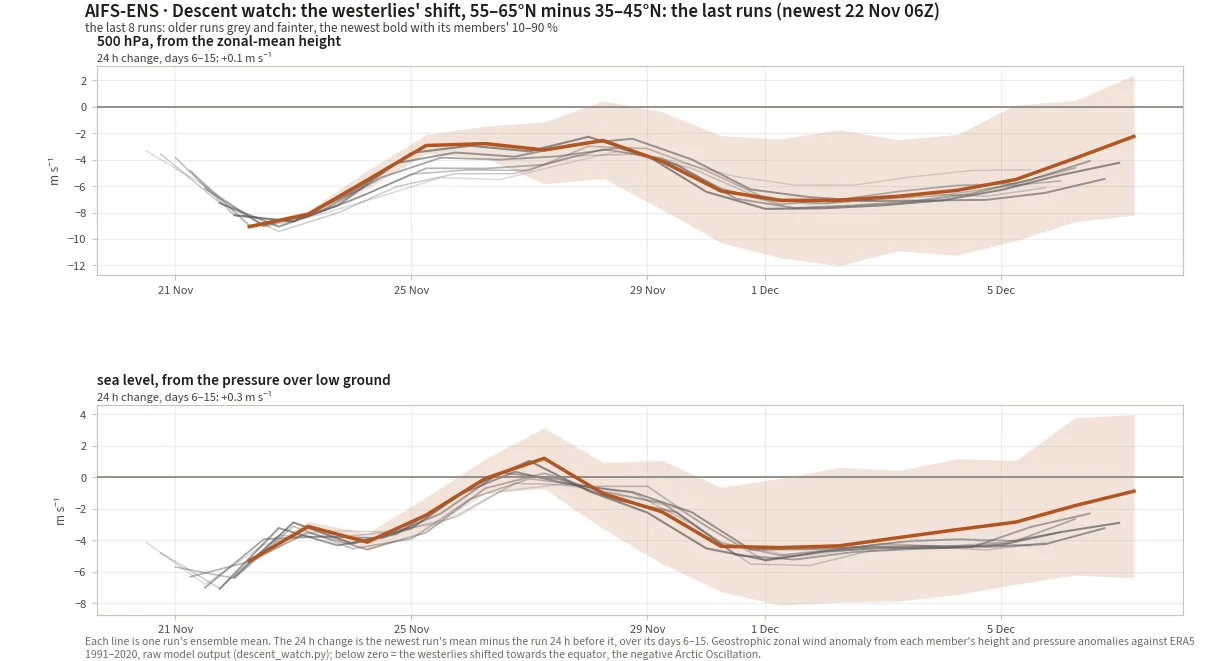 AIFS-ENS · Descent watch: the westerlies' shift, 55–65°N minus 35–45°N: the last runs (newest 22 Nov 06Z)
the last 8 runs: older runs grey and fainter, the newest bold with its members' 10–90 %
500 hPa, from the zonal-mean height
24 h change, days 6–15: +0.1 m s⁻¹
2
0
−2
−4
−6
−8
−10
−12
m s⁻¹
21 Nov
25 Nov
29 Nov
1 Dec
5 Dec
sea level, from the pressure over low ground
24 h change, days 6–15: +0.3 m s⁻¹
4
2
0
−2
−4
−6
−8
m s⁻¹
21 Nov
25 Nov
29 Nov
1 Dec
5 Dec
Each line is one run's ensemble mean. The 24 h change is the newest run's mean minus the run 24 h before it, over its days 6–15. Geostrophic zonal wind anomaly from each member's height and pressure anomalies against ERA5
1991–2020, raw model output (descent_watch.py); below zero = the westerlies shifted towards the equator, the negative Arctic Oscillation.